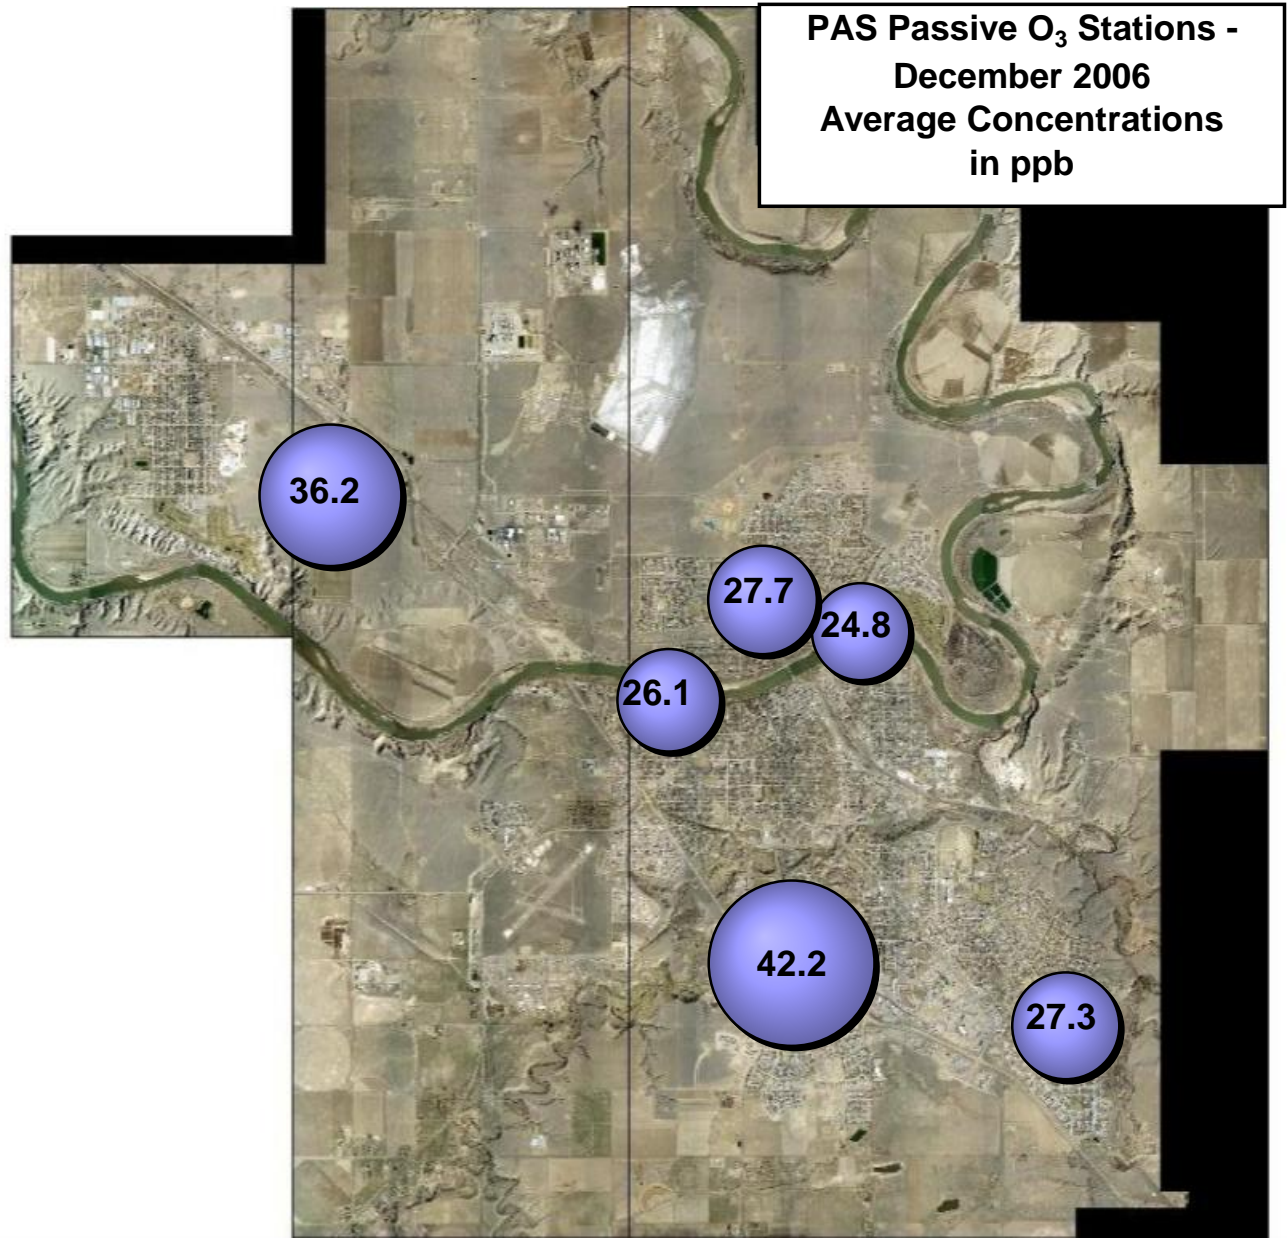 PAS Passive O₃ Stations -
December 2006
Average Concentrations
in ppb
36.2
27.7
24.8
26.1
42.2
27.3